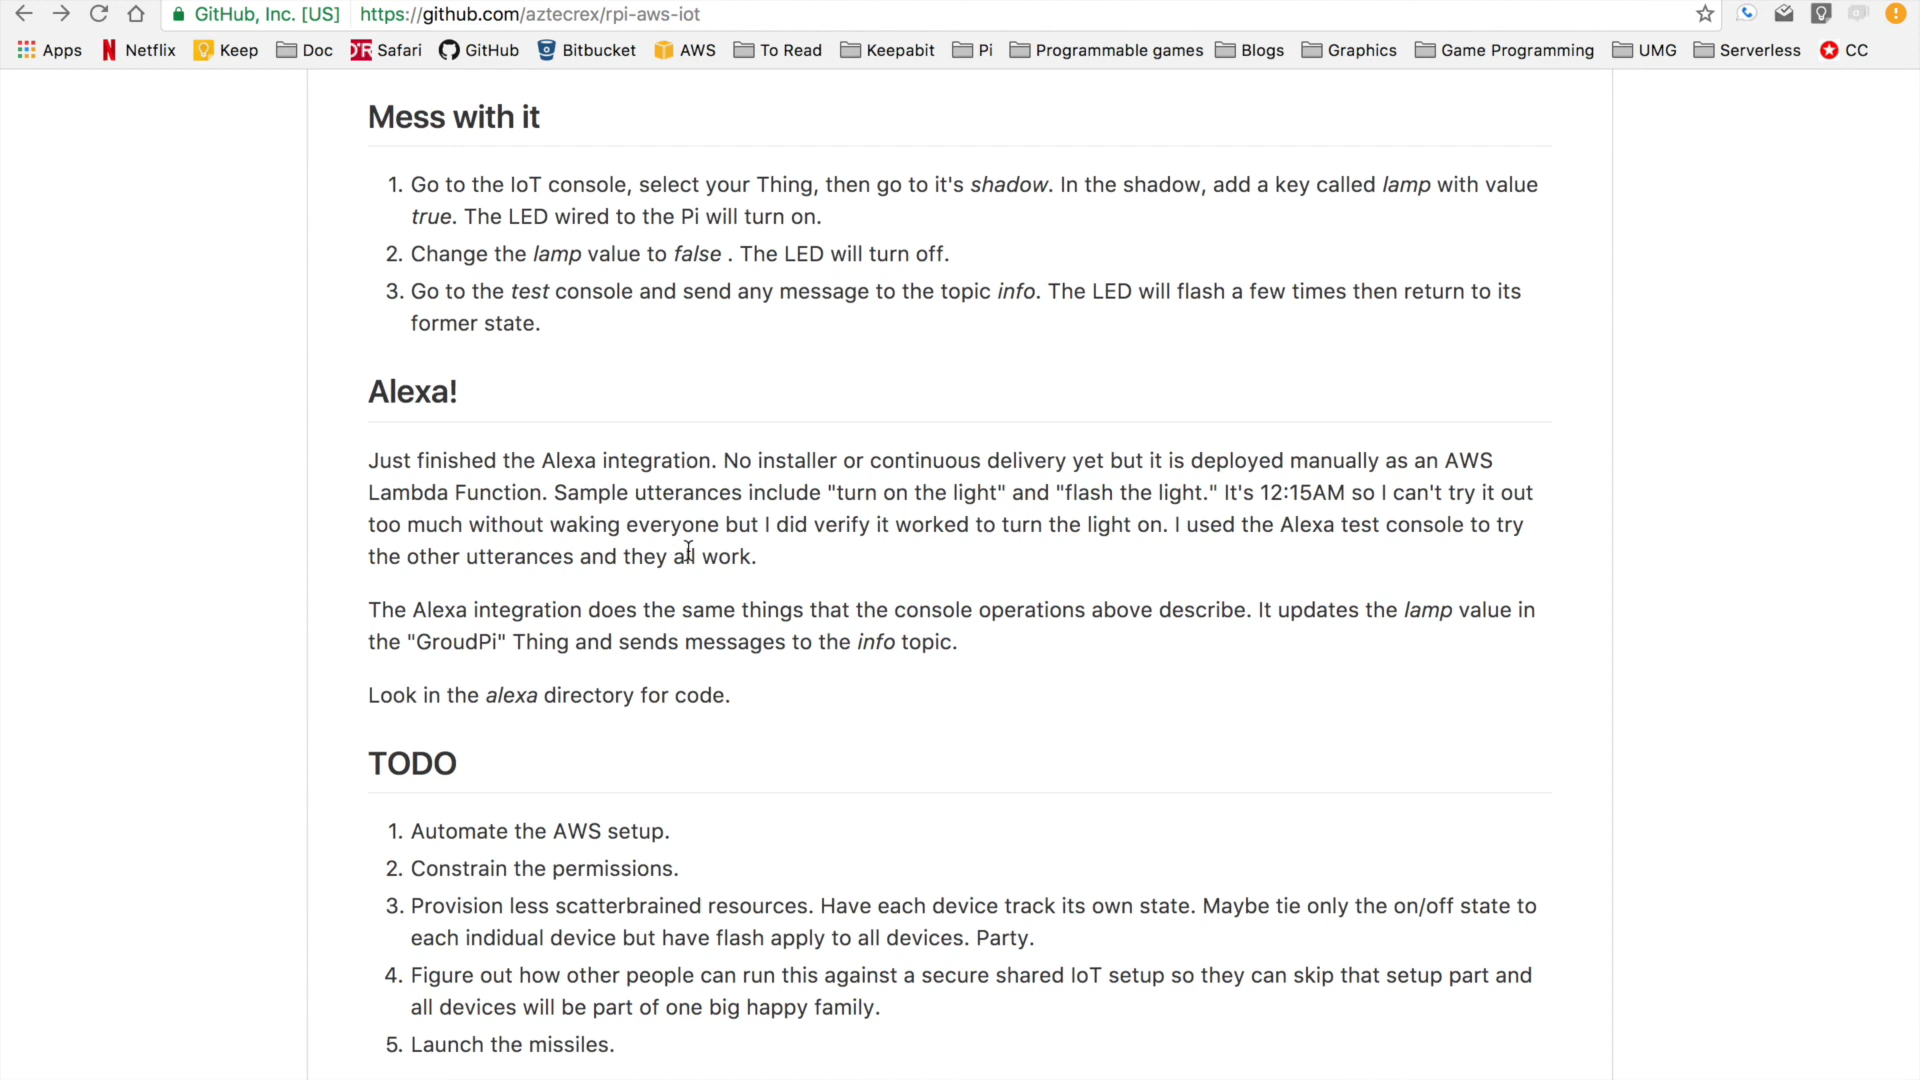 GitHub, Inc. [US] https://github.com/aztecrex/rpi-aws-iot
Apps Netflix Keep Doc Safari GitHub Bitbucket AWS To Read Keepabit Pi Programmable games Blogs Graphics Game Programming UMG Serverless CC
Mess with it
1. Go to the IoT console, select your Thing, then go to it's shadow. In the shadow, add a key called lamp with value
true. The LED wired to the Pi will turn on.
2. Change the lamp value to false . The LED will turn off.
3. Go to the test console and send any message to the topic info. The LED will flash a few times then return to its
former state.
Alexa!
Just finished the Alexa integration. No installer or continuous delivery yet but it is deployed manually as an AWS
Lambda Function. Sample utterances include "turn on the light" and "flash the light." It's 12:15AM so I can't try it out
too much without waking everyone but I did verify it worked to turn the light on. I used the Alexa test console to try
the other utterances and they all work.
The Alexa integration does the same things that the console operations above describe. It updates the lamp value in
the "GroudPi" Thing and sends messages to the info topic.
Look in the alexa directory for code.
TODO
1. Automate the AWS setup.
2. Constrain the permissions.
3. Provision less scatterbrained resources. Have each device track its own state. Maybe tie only the on/off state to
each indidual device but have flash apply to all devices. Party.
4. Figure out how other people can run this against a secure shared IoT setup so they can skip that setup part and
all devices will be part of one big happy family.
5. Launch the missiles.